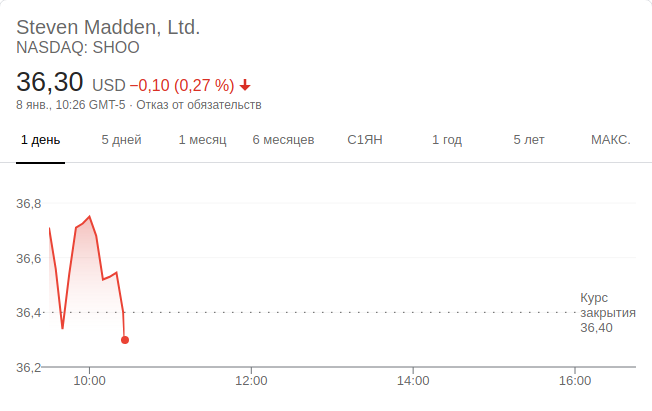 Steven Madden, Ltd.
NASDAQ: SHOO
36,30 USD −0,10 (0,27 %)
8 янв., 10:26 GMT-5 · Отказ от обязательств
1 день 5 дней 1 месяц 6 месяцев С1ЯН 1 год 5 лет МАКС.
36,8
36,6
36,4
36,2
Курс
закрытия
36,40
10:00 12:00 14:00 16:00